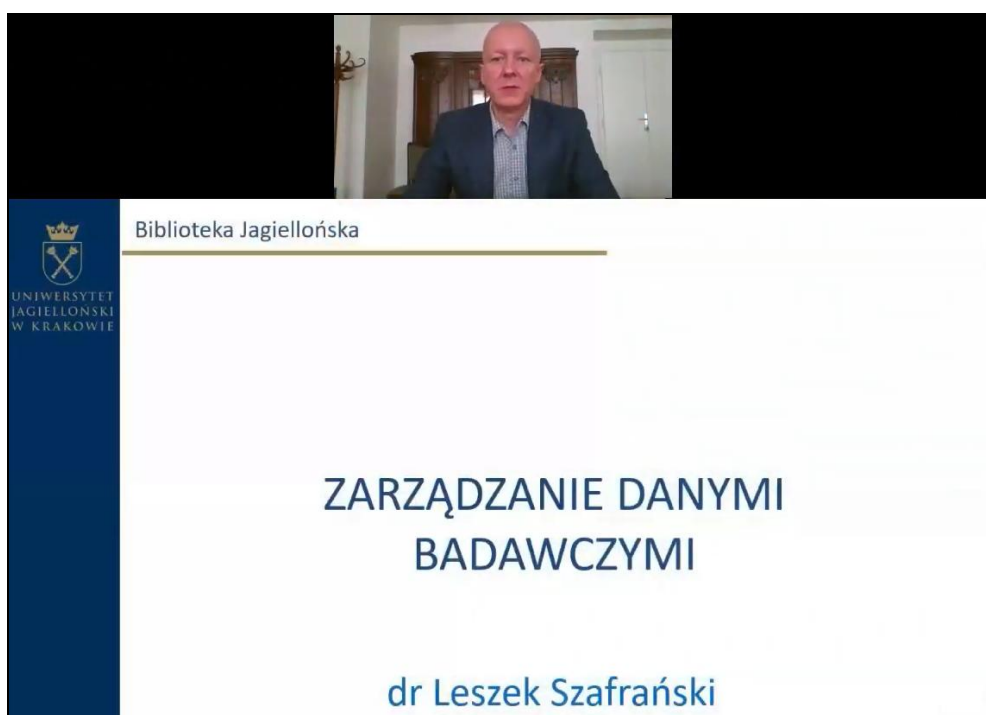 Biblioteka Jagiellońska
UNIWERSYTET
JAGIELLOŃSKI
W KRAKOWIE
ZARZĄDZANIE DANYMI
BADAWCZYMI
dr Leszek Szafrański